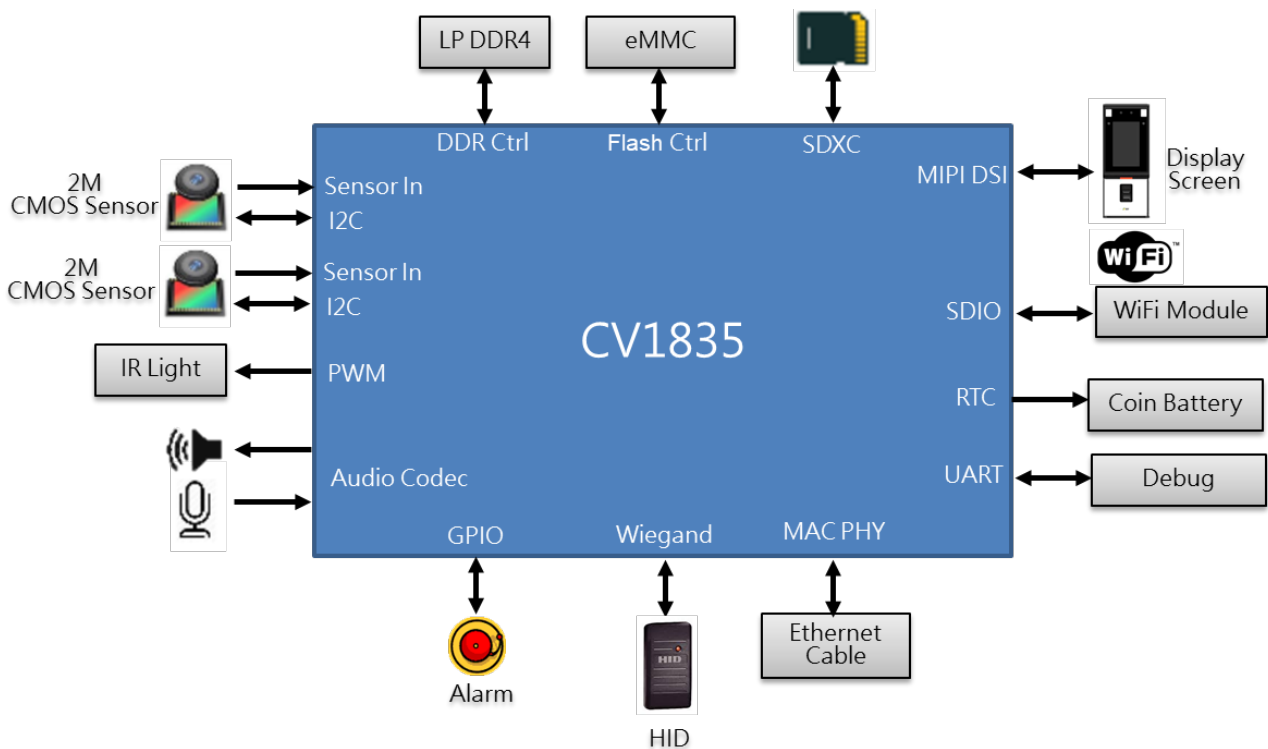 LP DDR4
eMMC
DDR Ctrl
Flash Ctrl
SDXC
2M
CMOS Sensor
Sensor In
I2C
2M
CMOS Sensor
Sensor In
I2C
IR Light
PWM
Audio Codec
CV1835
MIPI DSI
Display
Screen
WiFi™
SDIO
WiFi Module
RTC
Coin Battery
UART
Debug
GPIO
Wiegand
MAC PHY
Alarm
HID
HID
Ethernet
Cable